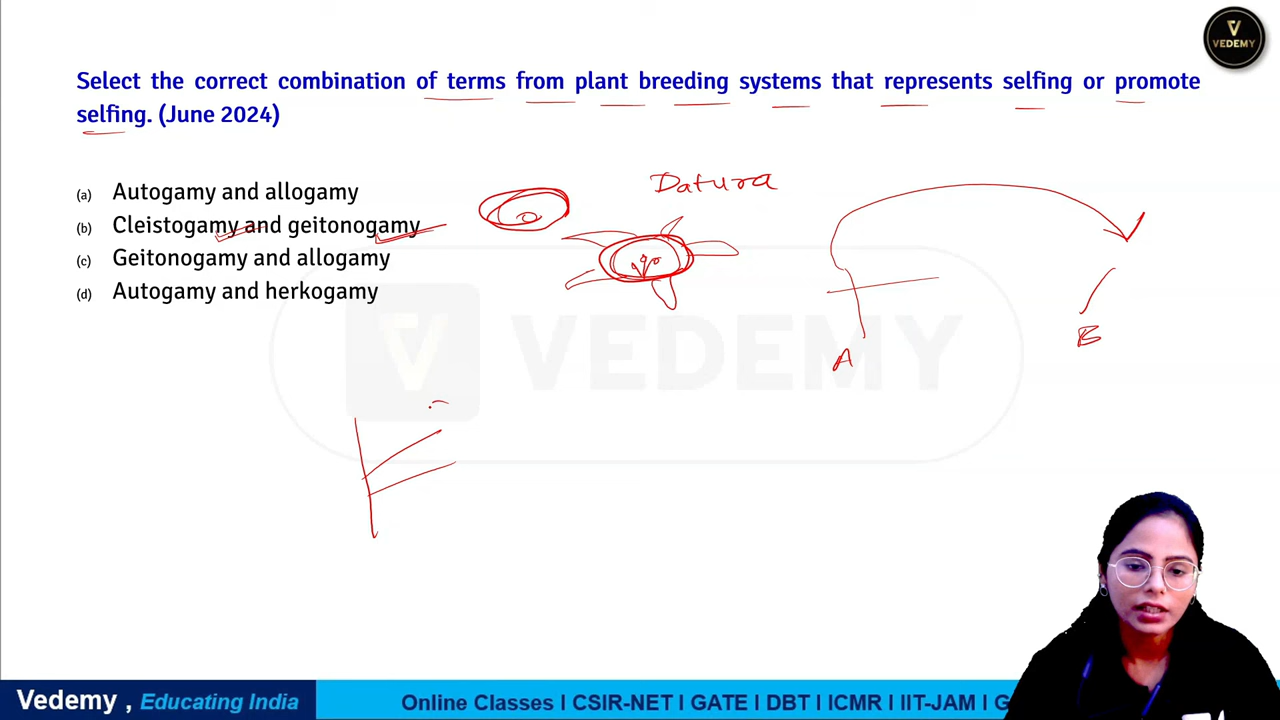 VEDEMY
Select the correct combination of terms from plant breeding systems that represents selfing or promote
selfing. (June 2024)
(a) Autogamy and allogamy
(b) Cleistogamy and geitonogamy
(c) Geitonogamy and allogamy
(d) Autogamy and herkogamy
Datura
A
B
VEDEMY
Vedemy , Educating India
Online Classes I CSIR-NET I GATE I DBT I ICMR I IIT-JAM I G